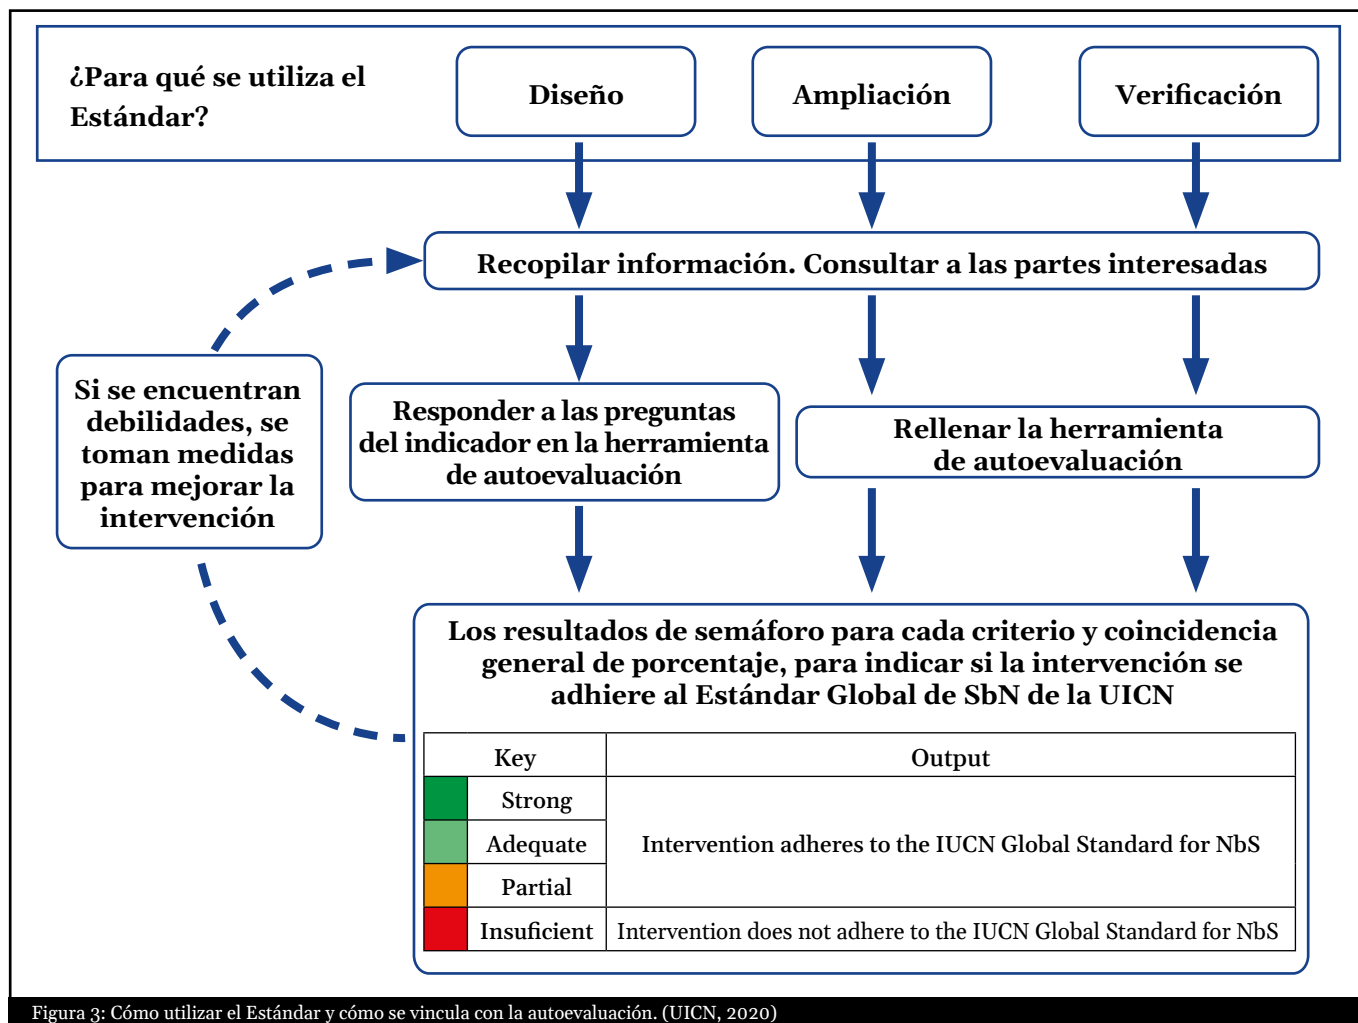 ¿Para qué se utiliza el
Estándar?
Diseño
Ampliación
Verificación
Recopilar información. Consultar a las partes interesadas
Si se encuentran
debilidades, se
toman medidas
para mejorar la
intervención
Responder a las preguntas
del indicador en la herramienta
de autoevaluación
Rellenar la herramienta
de autoevaluación
Los resultados de semáforo para cada criterio y coincidencia
general de porcentaje, para indicar si la intervención se
adhiere al Estándar Global de SbN de la UICN
Key
Output
Strong
Adequate
Partial
Intervention adheres to the IUCN Global Standard for NbS
Insuficient
Intervention does not adhere to the IUCN Global Standard for NbS
Figura 3: Cómo utilizar el Estándar y cómo se vincula con la autoevaluación. (UICN, 2020)